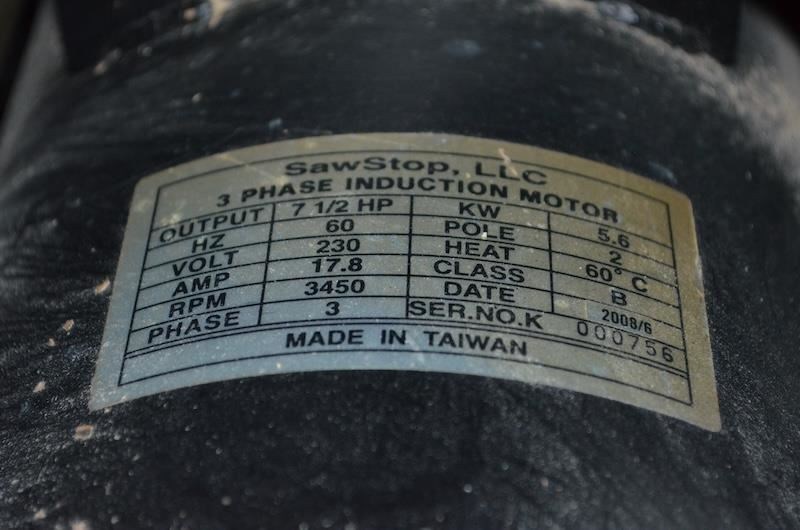 SawStop, LLC
3 PHASE INDUCTION MOTOR
OUTPUT 7 1/2 HP KW 5.6
HZ 60 POLE 2
VOLT 230 HEAT 60° C
AMP 17.8 CLASS B
RPM 3450 DATE 2008/6
PHASE 3 SER.NO.K 000756
MADE IN TAIWAN